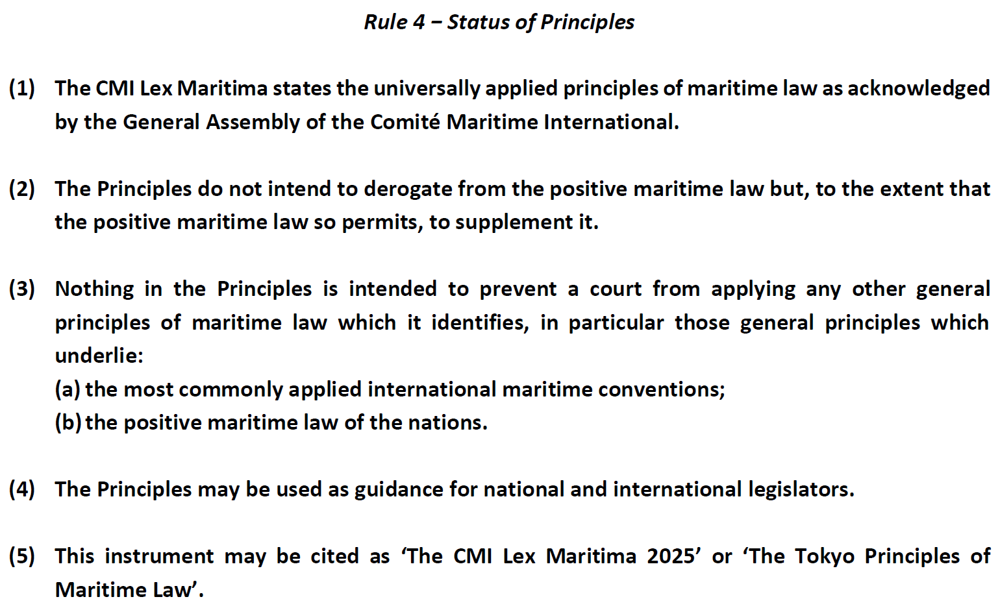 Rule 4 – Status of Principles
(1) The CMI Lex Maritima states the universally applied principles of maritime law as acknowledged
by the General Assembly of the Comité Maritime International.
(2) The Principles do not intend to derogate from the positive maritime law but, to the extent that
the positive maritime law so permits, to supplement it.
(3) Nothing in the Principles is intended to prevent a court from applying any other general
principles of maritime law which it identifies, in particular those general principles which
underlie:
(a) the most commonly applied international maritime conventions;
(b) the positive maritime law of the nations.
(4) The Principles may be used as guidance for national and international legislators.
(5) This instrument may be cited as ‘The CMI Lex Maritima 2025’ or ‘The Tokyo Principles of
Maritime Law’.